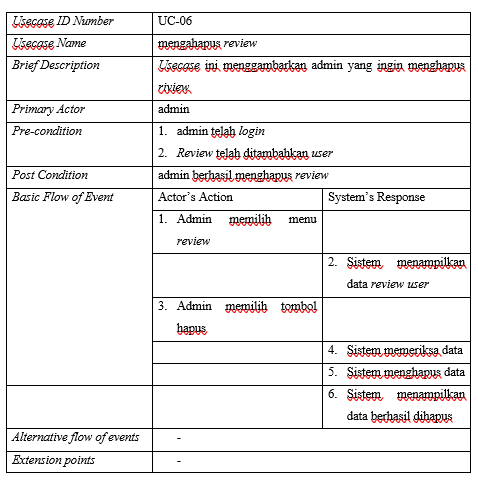 Usecase ID Number UC-06
Usecase Name mengahapus review
Brief Description Usecase ini menggambarkan admin yang ingin menghapus
riview
Primary Actor admin
Pre-condition 1. admin telah login
2. Review telah ditambahkan user
Post Condition admin berhasil menghapus review
Basic Flow of Event Actor's Action System's Response
1. Admin memilih menu
review
2. Sistem menampilkan
data review user
3. Admin memilih tombol
hapus
4. Sistem memeriksa data
5. Sistem menghapus data
6. Sistem menampilkan
data berhasil dihapus
Alternative flow of events -
Extension points -